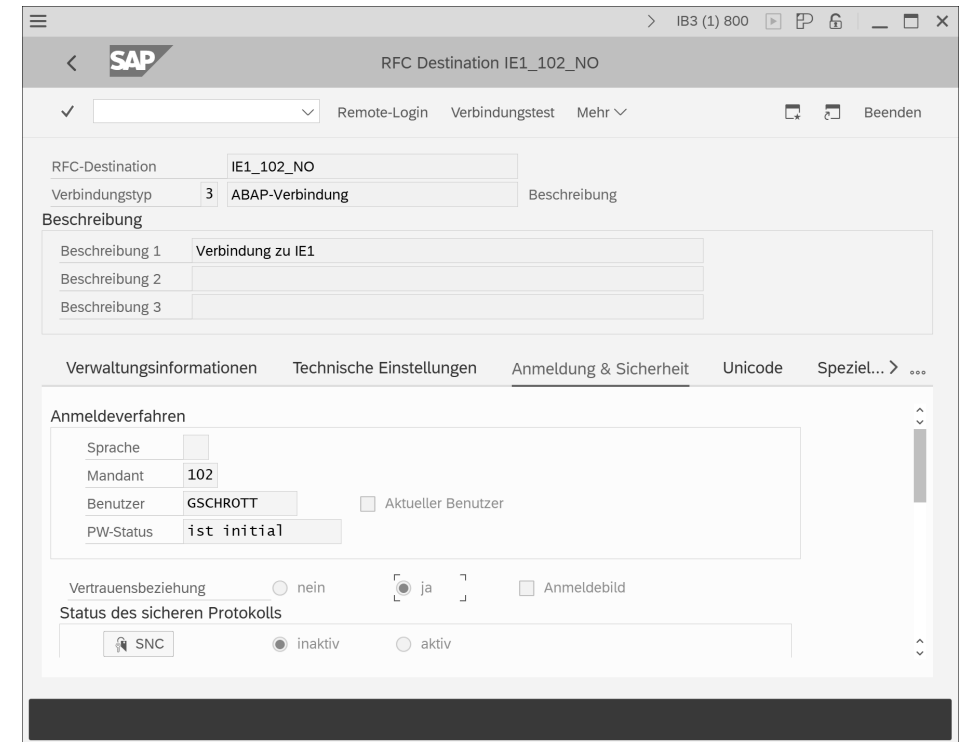 IB3 (1) 800
SAP
RFC Destination IE1_102_NO
Remote-Login Verbindungstest Mehr Beenden
RFC-Destination IE1_102_NO
Verbindungstyp 3 ABAP-Verbindung Beschreibung
Beschreibung
Beschreibung 1 Verbindung zu IE1
Beschreibung 2
Beschreibung 3
Verwaltungsinformationen Technische Einstellungen Anmeldung & Sicherheit Unicode Speziel...
Anmeldeverfahren
Sprache
Mandant 102
Benutzer GSCHROTT Aktueller Benutzer
PW-Status ist initial
Vertrauensbeziehung nein ja Anmeldebild
Status des sicheren Protokolls
SNC inaktiv aktiv